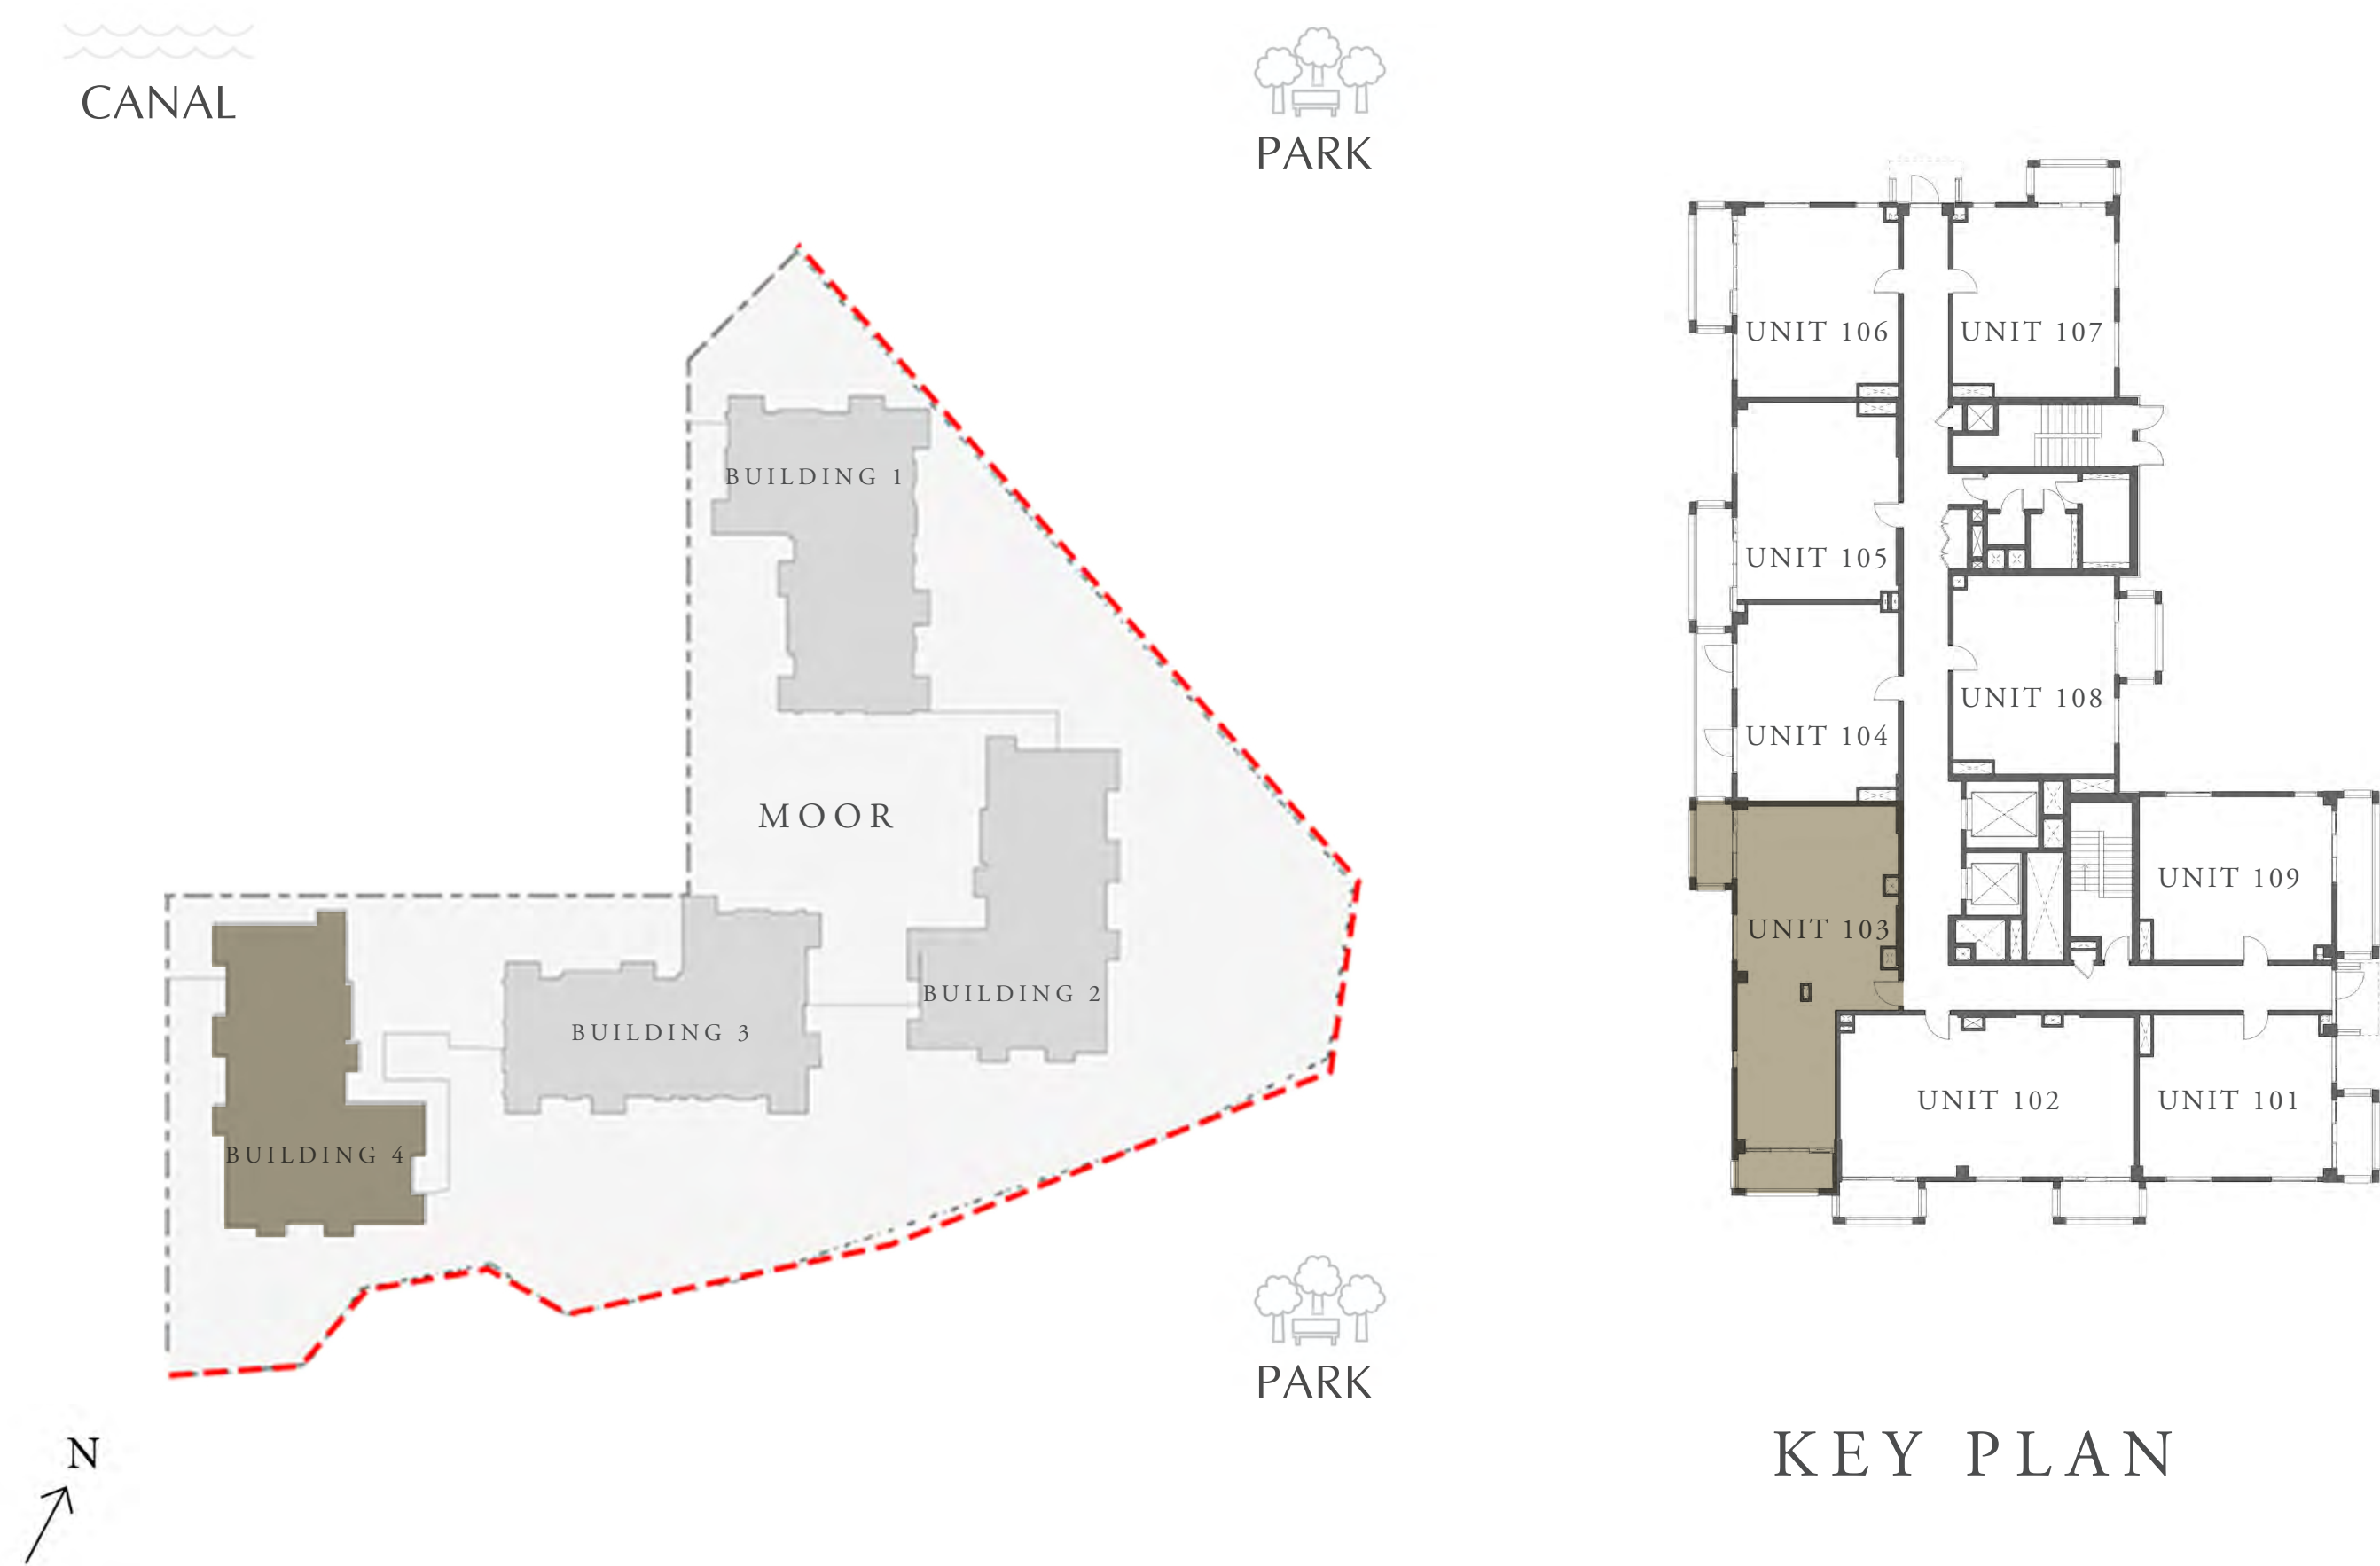 CANAL
PARK
BUILDING 1
MOOR
BUILDING 2
BUILDING 3
BUILDING 4
PARK
N
UNIT 106
UNIT 107
UNIT 105
UNIT 108
UNIT 104
UNIT 109
UNIT 103
UNIT 102
UNIT 101
KEY PLAN